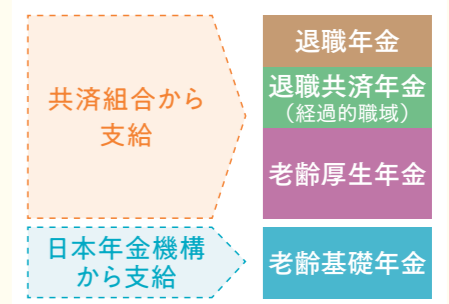 共済組合から
支給
退職年金
退職共済年金
（経過的職域）
老齢厚生年金
日本年金機構
から支給
老齢基礎年金